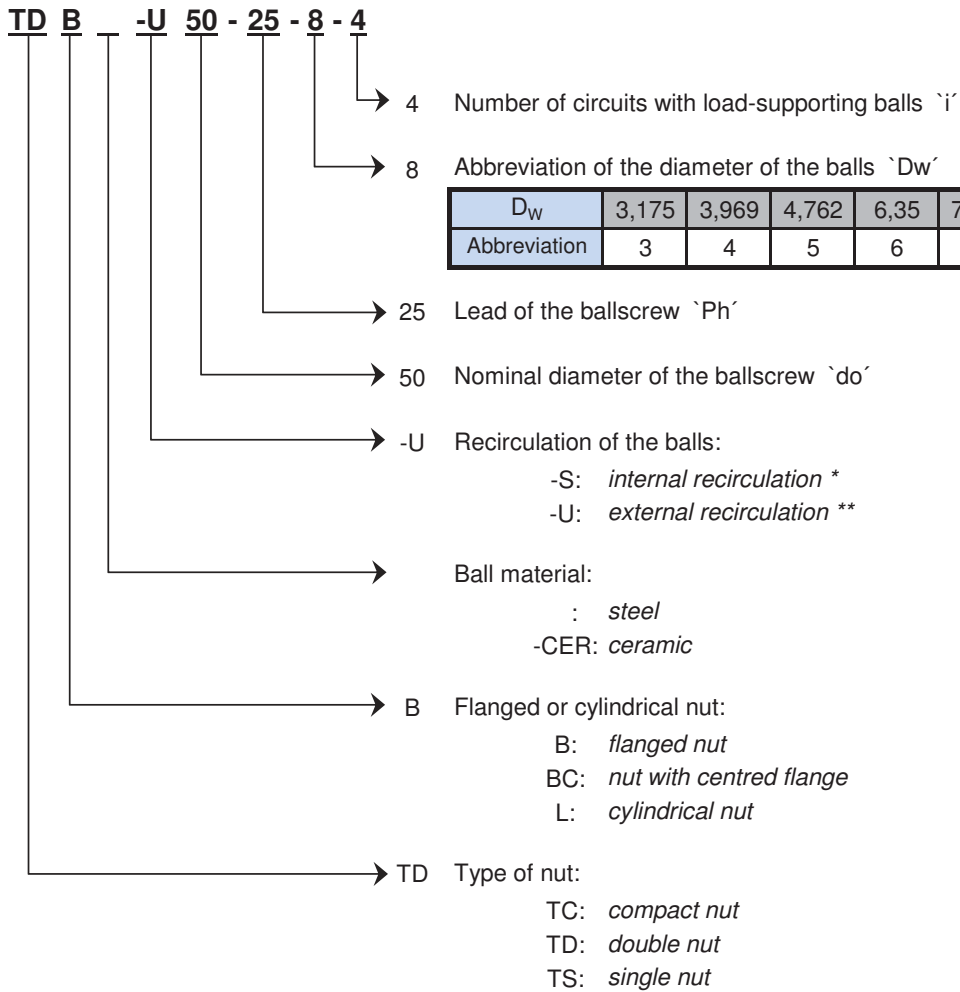 TD B _ -U 50 - 25 - 8 - 4
4 Number of circuits with load-supporting balls `i´
8 Abbreviation of the diameter of the balls `Dw´
DW 3,175 3,969 4,762 6,35 7
Abbreviation 3 4 5 6
25 Lead of the ballscrew `Ph´
50 Nominal diameter of the ballscrew `do´
-U Recirculation of the balls:
-S: internal recirculation *
-U: external recirculation **
Ball material:
: steel
-CER: ceramic
B Flanged or cylindrical nut:
B: flanged nut
BC: nut with centred flange
L: cylindrical nut
TD Type of nut:
TC: compact nut
TD: double nut
TS: single nut